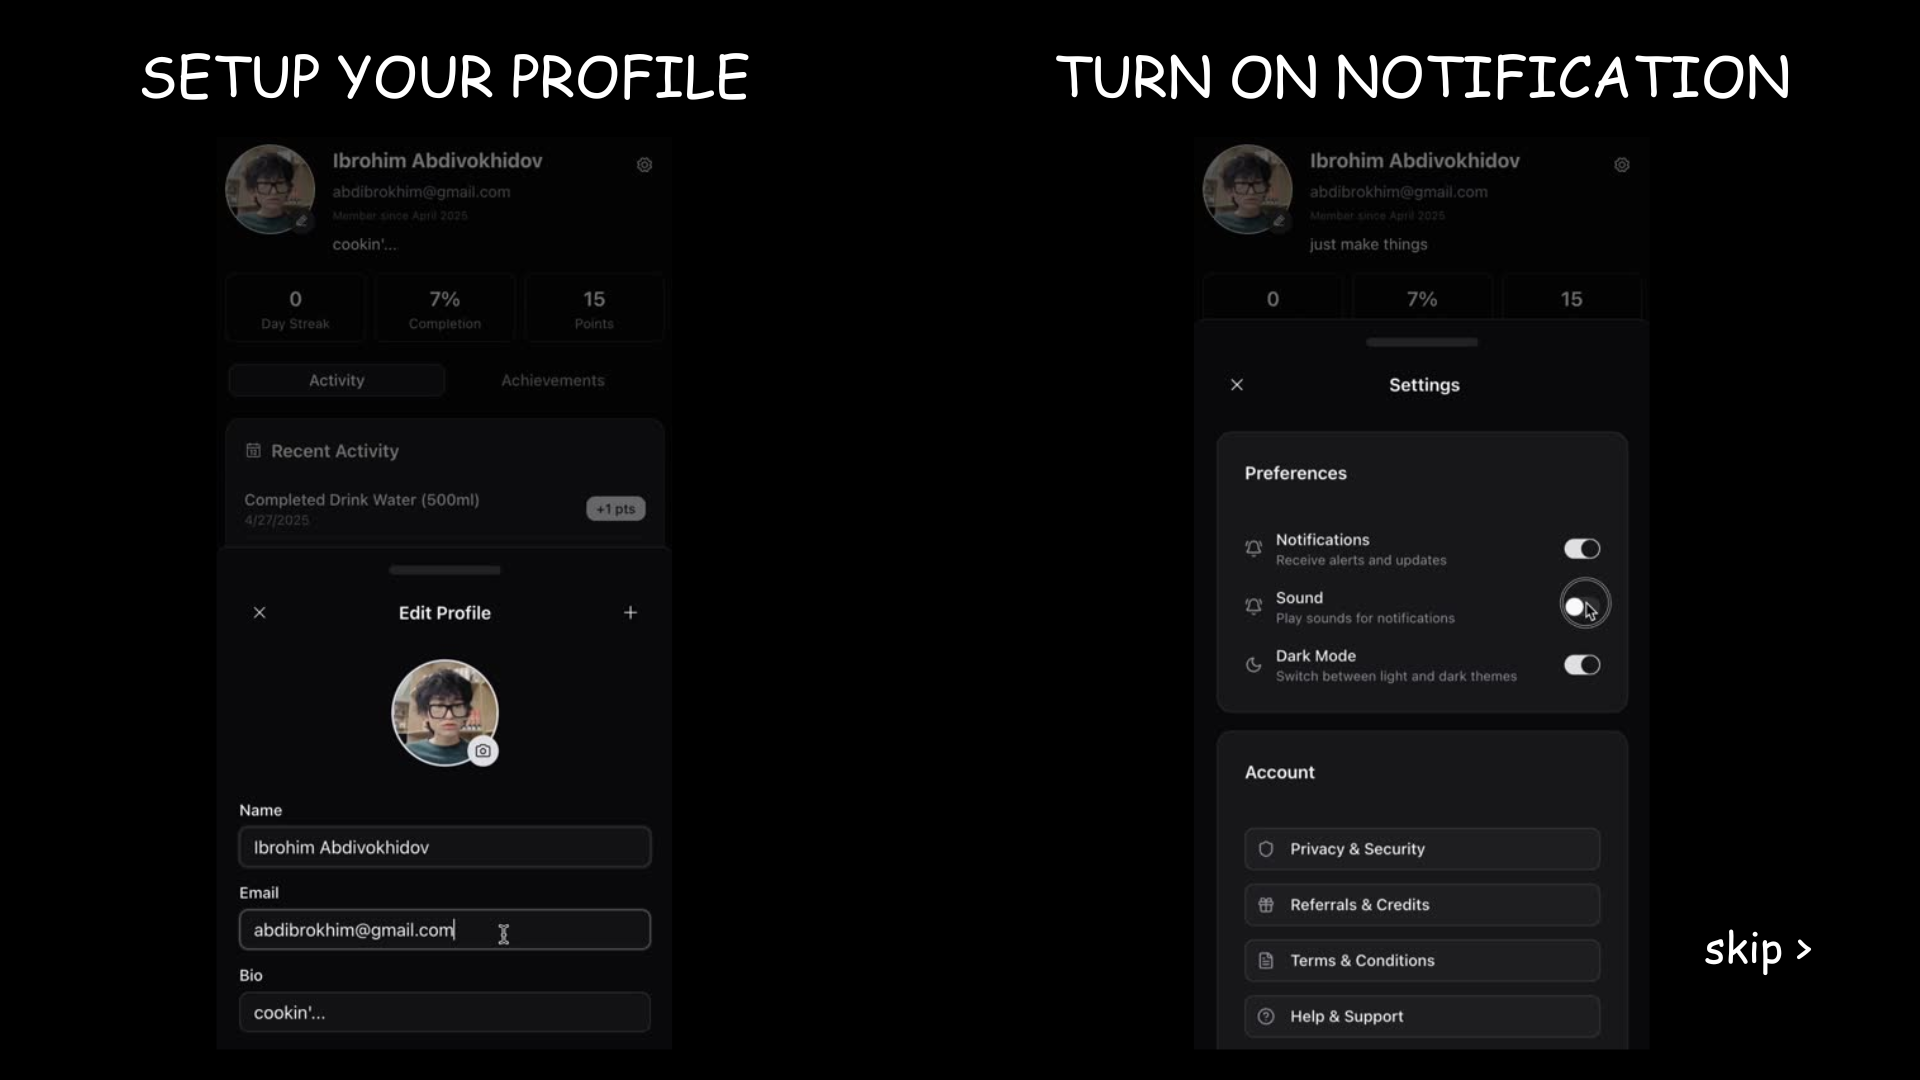 SETUP YOUR PROFILE
Ibrohim Abdivokhidov
abdibrokhim@gmail.com
Member since April 2025
cookin'...
0
Day Streak
7%
Completion
15
Points
Activity
Achievements
Recent Activity
Completed Drink Water (500ml)
4/27/2025
+1 pts
Edit Profile
Name
Ibrohim Abdivokhidov
Email
abdibrokhim@gmail.com
Bio
cookin'...
TURN ON NOTIFICATION
Ibrohim Abdivokhidov
abdibrokhim@gmail.com
Member since April 2025
just make things
0
7%
15
Settings
Preferences
Notifications
Receive alerts and updates
Sound
Play sounds for notifications
Dark Mode
Switch between light and dark themes
Account
Privacy & Security
Referrals & Credits
Terms & Conditions
Help & Support
skip >